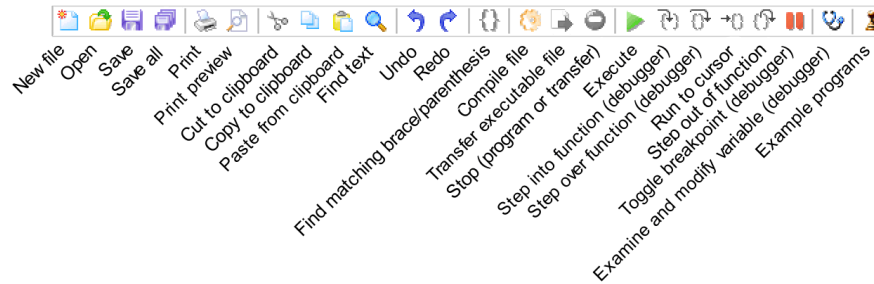 New file
Open
Save
Save all
Print
Print preview
Cut to clipboard
Copy to clipboard
Paste from clipboard
Find text
Undo
Redo
Find matching brace/parenthesis
Compile file
Transfer executable file
Stop (program or transfer)
Execute
Step into function (debugger)
Step over function (debugger)
Run to cursor
Step out of function
Toggle breakpoint (debugger)
Examine and modify variable (debugger)
Example programs